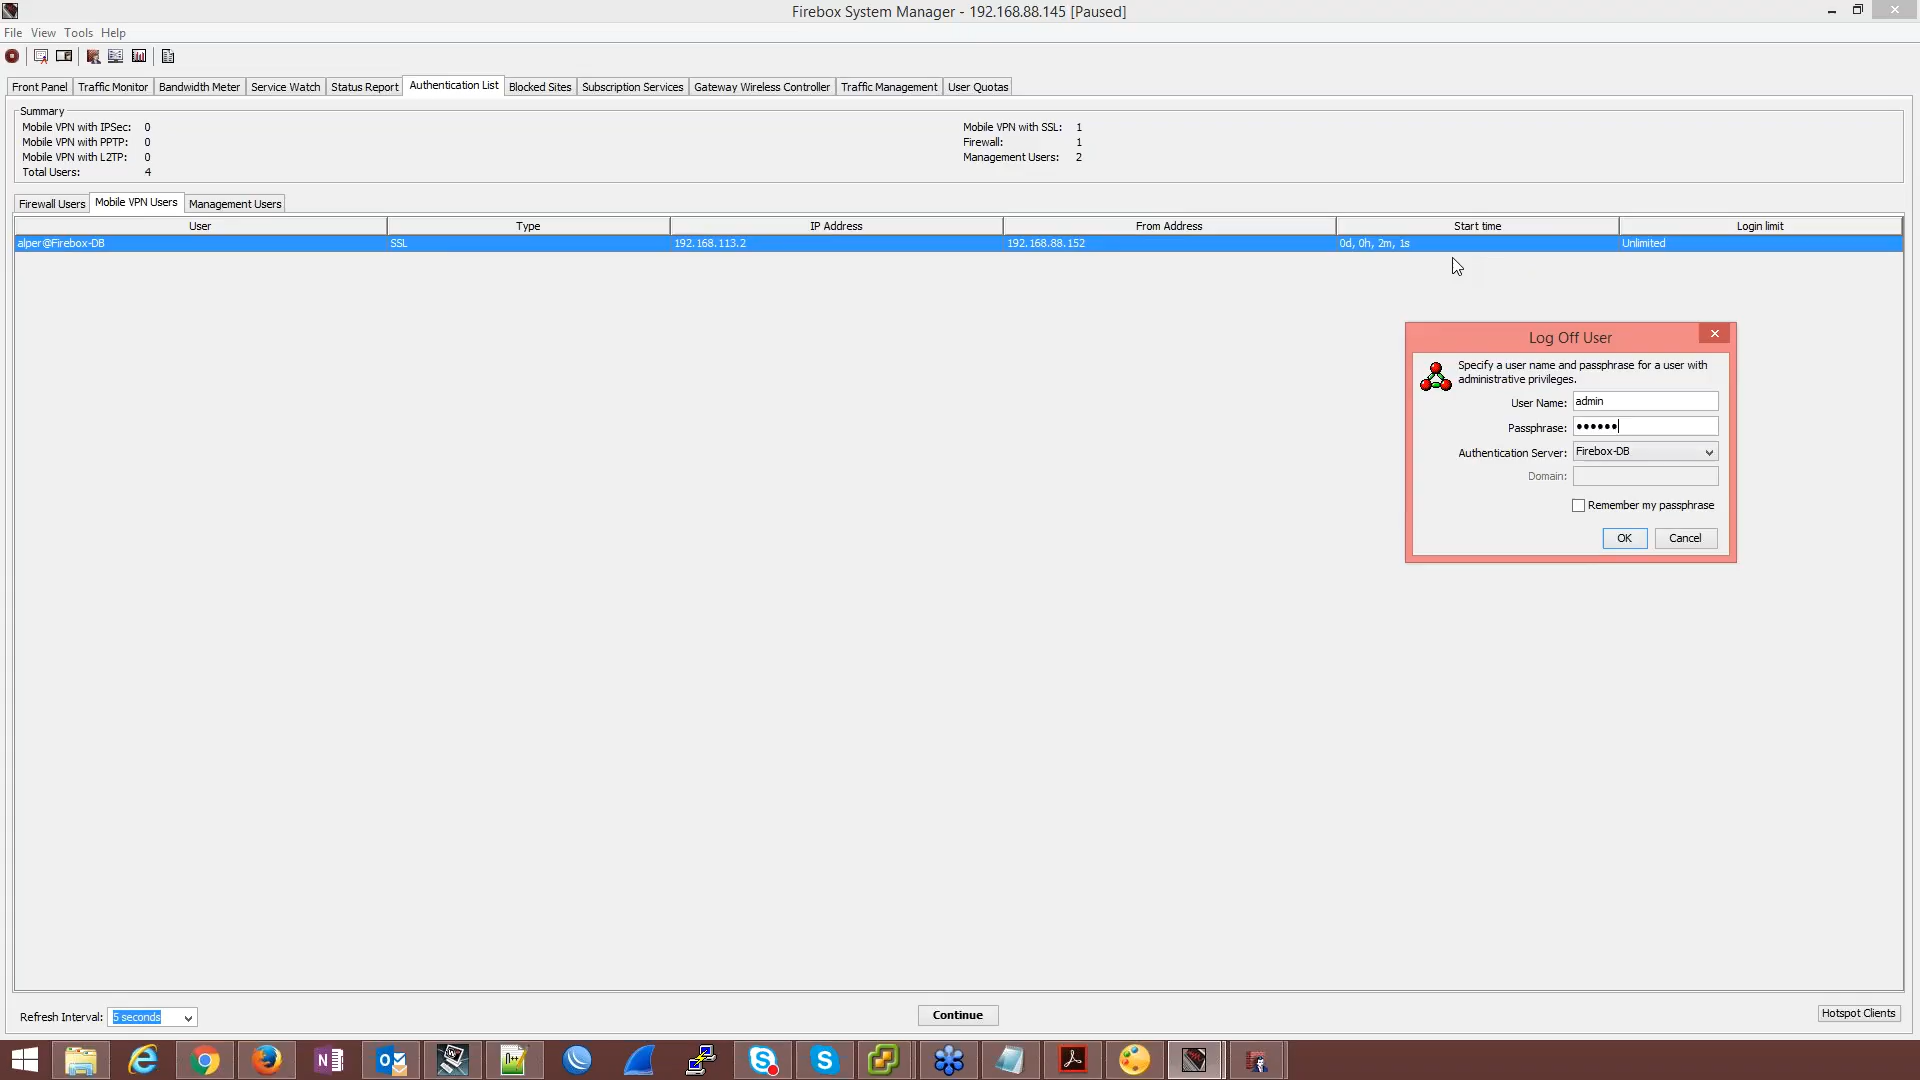 Firebox System Manager - 192.168.88.145 [Paused]
File View Tools Help
Front Panel Traffic Monitor Bandwidth Meter Service Watch Status Report Authentication List Blocked Sites Subscription Services Gateway Wireless Controller Traffic Management User Quotas
Summary
Mobile VPN with IPSec: 0 Mobile VPN with SSL: 1
Mobile VPN with PPTP: 0 Firewall: 1
Mobile VPN with L2TP: 0 Management Users: 2
Total Users: 4
Firewall Users Mobile VPN Users Management Users
User Type IP Address From Address Start time Login limit
alper@Firebox-DB SSL 192.168.113.2 192.168.88.152 0d, 0h, 2m, 1s Unlimited
Log Off User
Specify a user name and passphrase for a user with
administrative privileges.
User Name: admin
Passphrase: ••••••
Authentication Server: Firebox-DB
Domain:
Remember my passphrase
OK Cancel
Refresh Interval: 5 seconds Continue Hotspot Clients